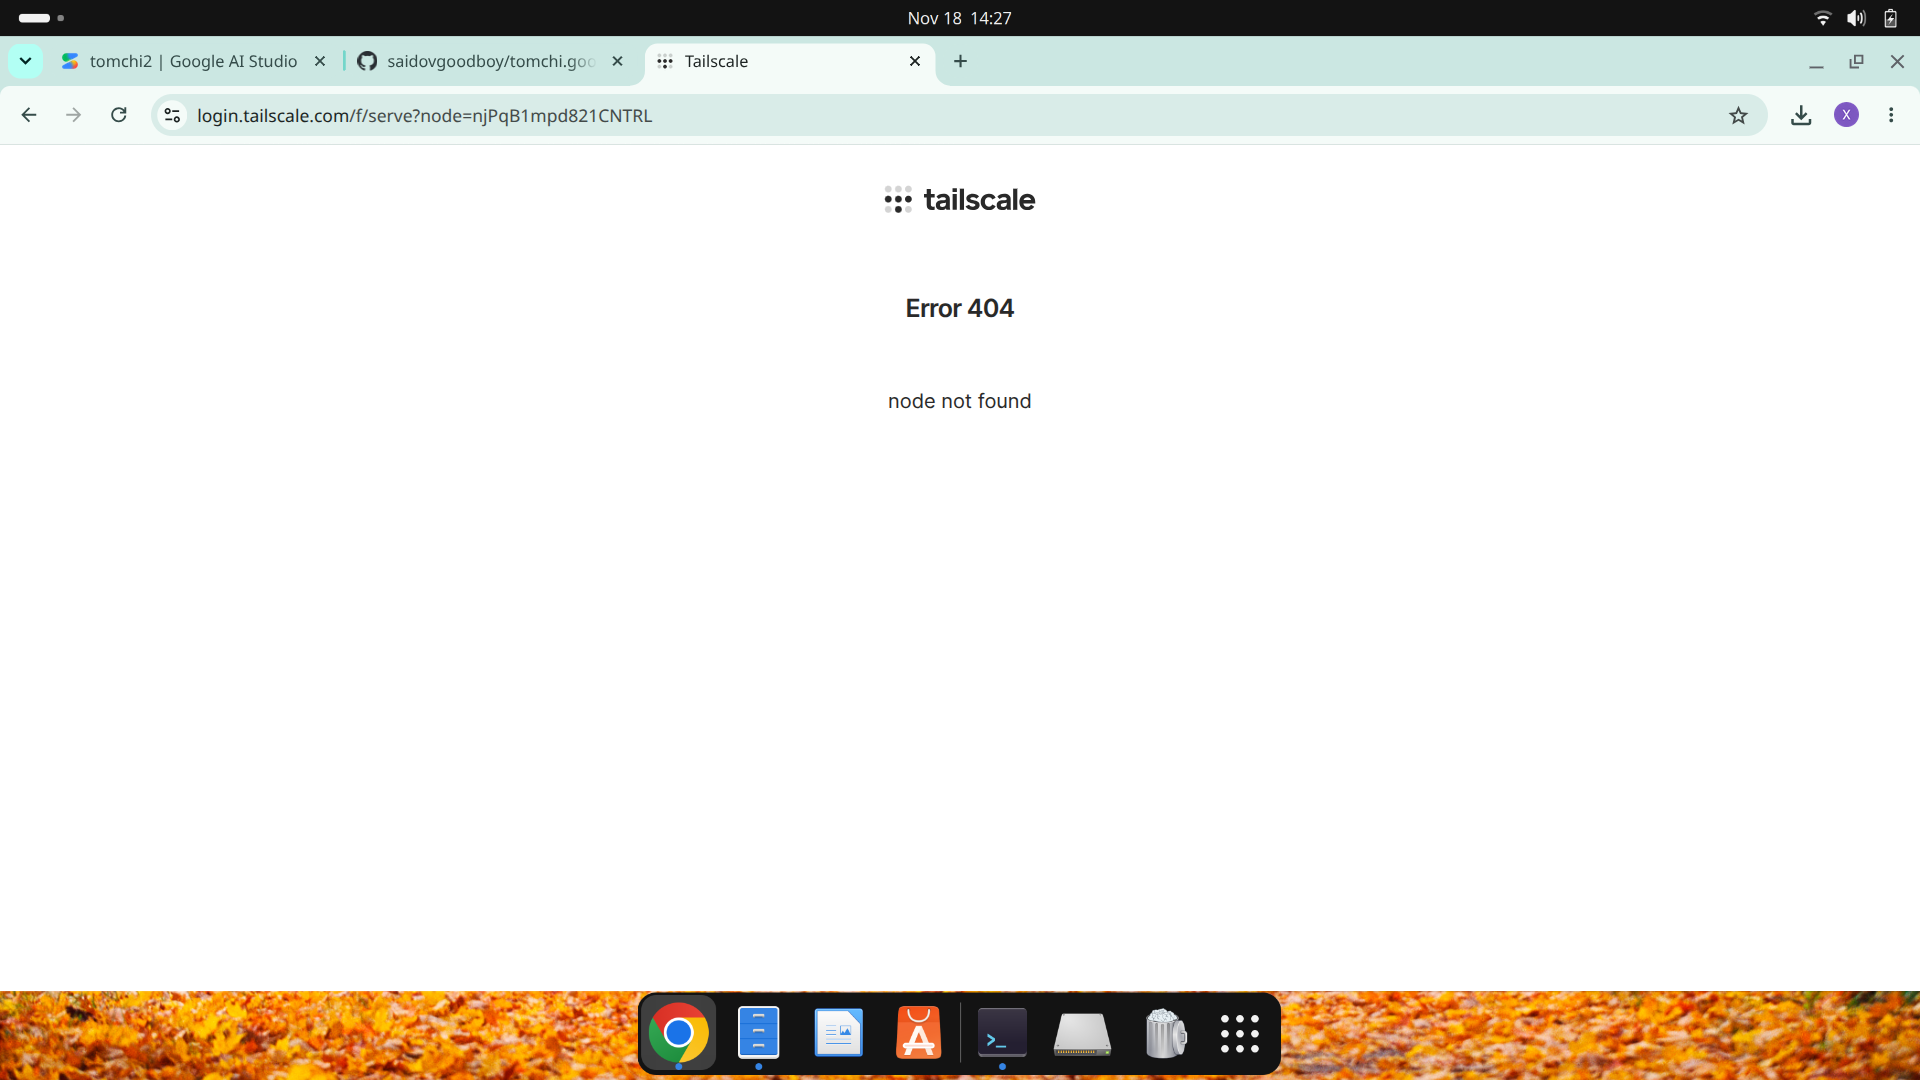 Nov 18 14:27
tomchi2 | Google AI Studio
saidovgoodboy/tomchi.goo
Tailscale
login.tailscale.com/f/serve?node=njPqB1mpd821CNTRL
X
tailscale
Error 404
node not found